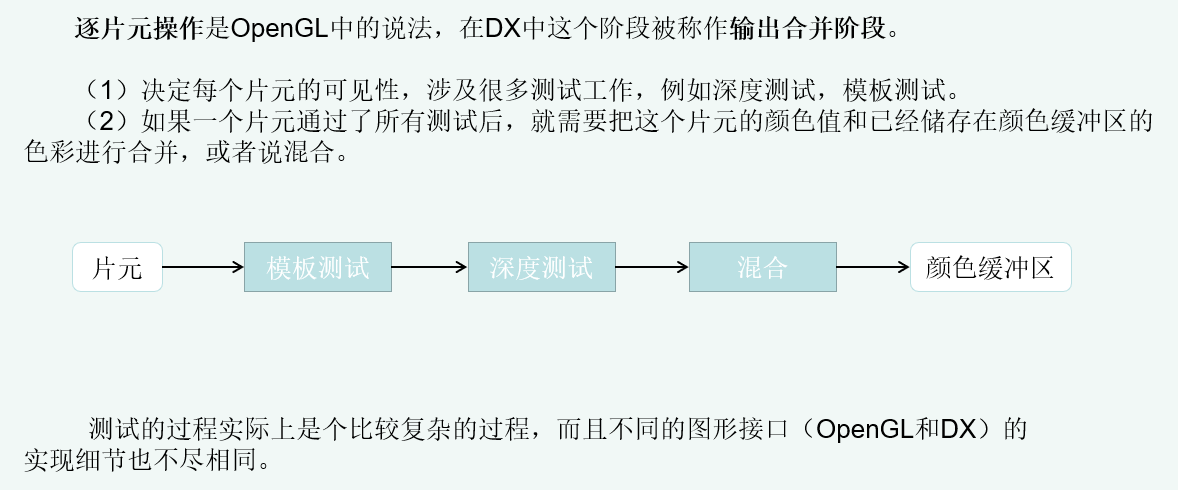 逐片元操作是OpenGL中的说法，在DX中这个阶段被称作输出合并阶段。
（1）决定每个片元的可见性，涉及很多测试工作，例如深度测试，模板测试。
（2）如果一个片元通过了所有测试后，就需要把这个片元的颜色值和已经储存在颜色缓冲区的
色彩进行合并，或者说混合。
片元
模板测试
深度测试
混合
颜色缓冲区
测试的过程实际上是个比较复杂的过程，而且不同的图形接口（OpenGL和DX）的
实现细节也不尽相同。